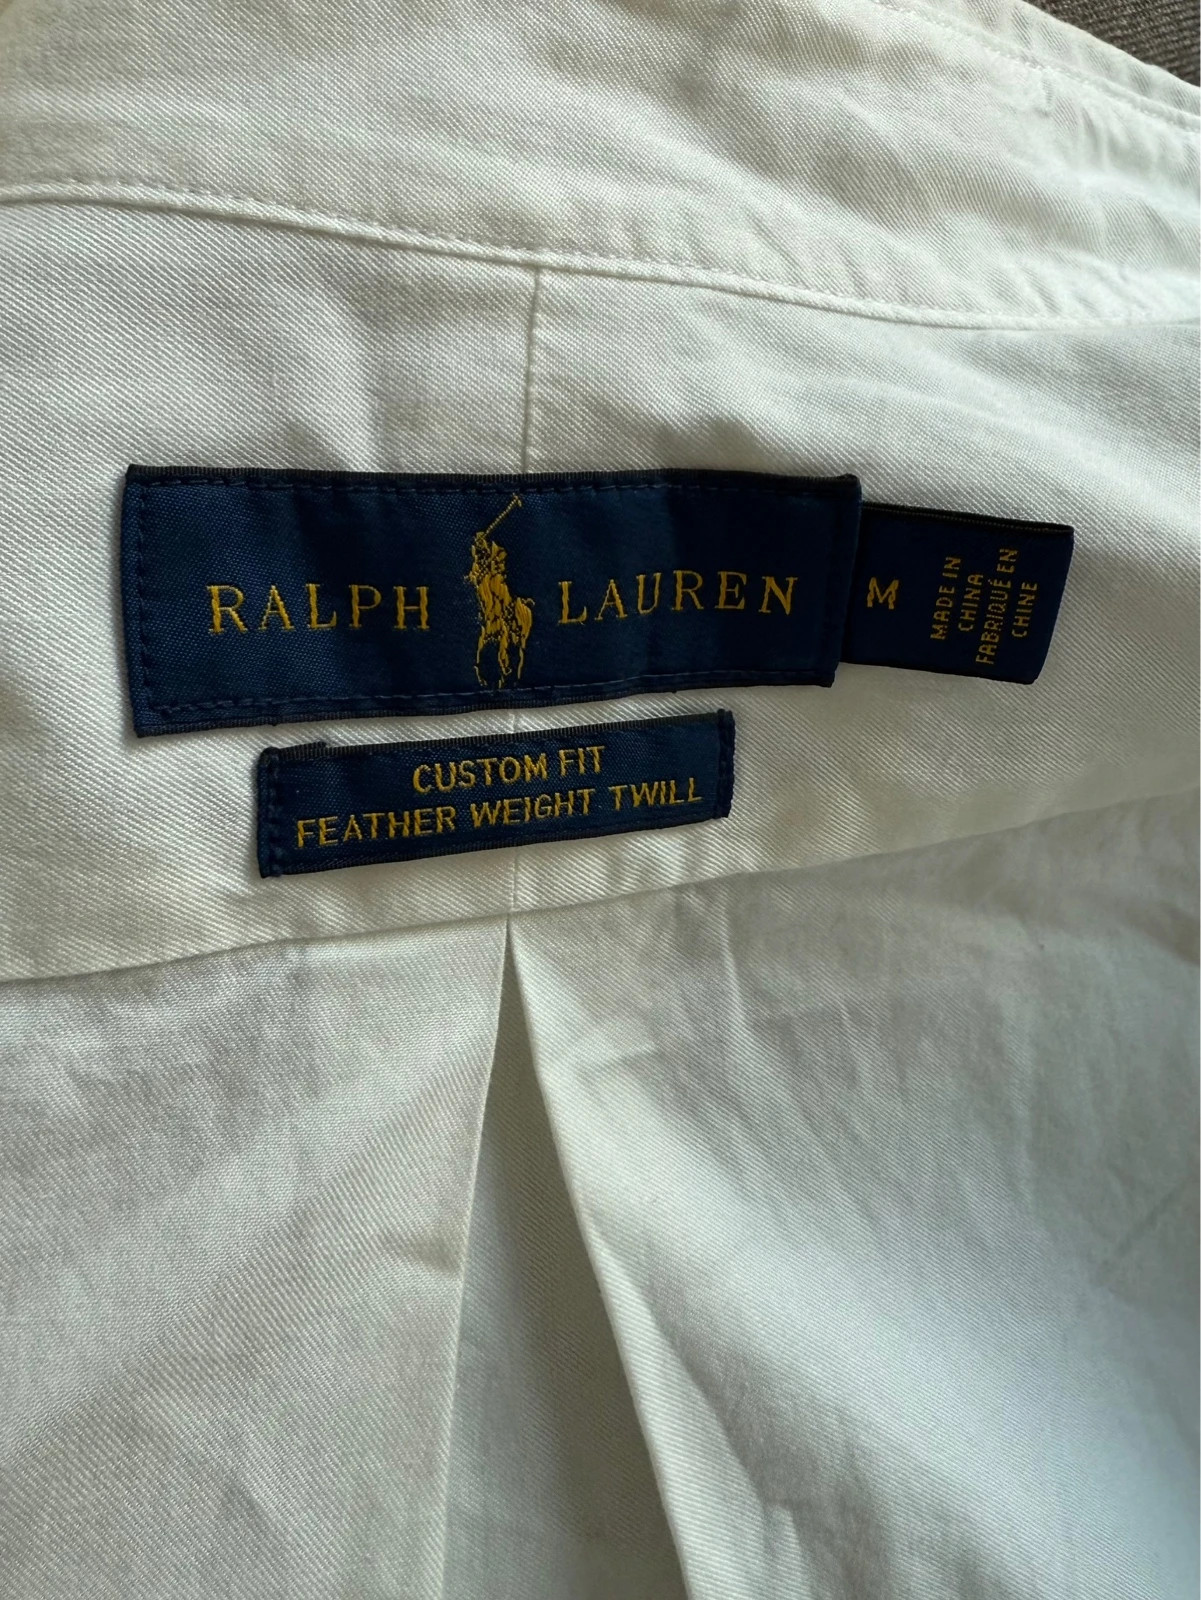 RALPH LAUREN
M
MADE IN
CHINA
FABRIQUÉ EN
CHINE
CUSTOM FIT
FEATHER WEIGHT TWILL